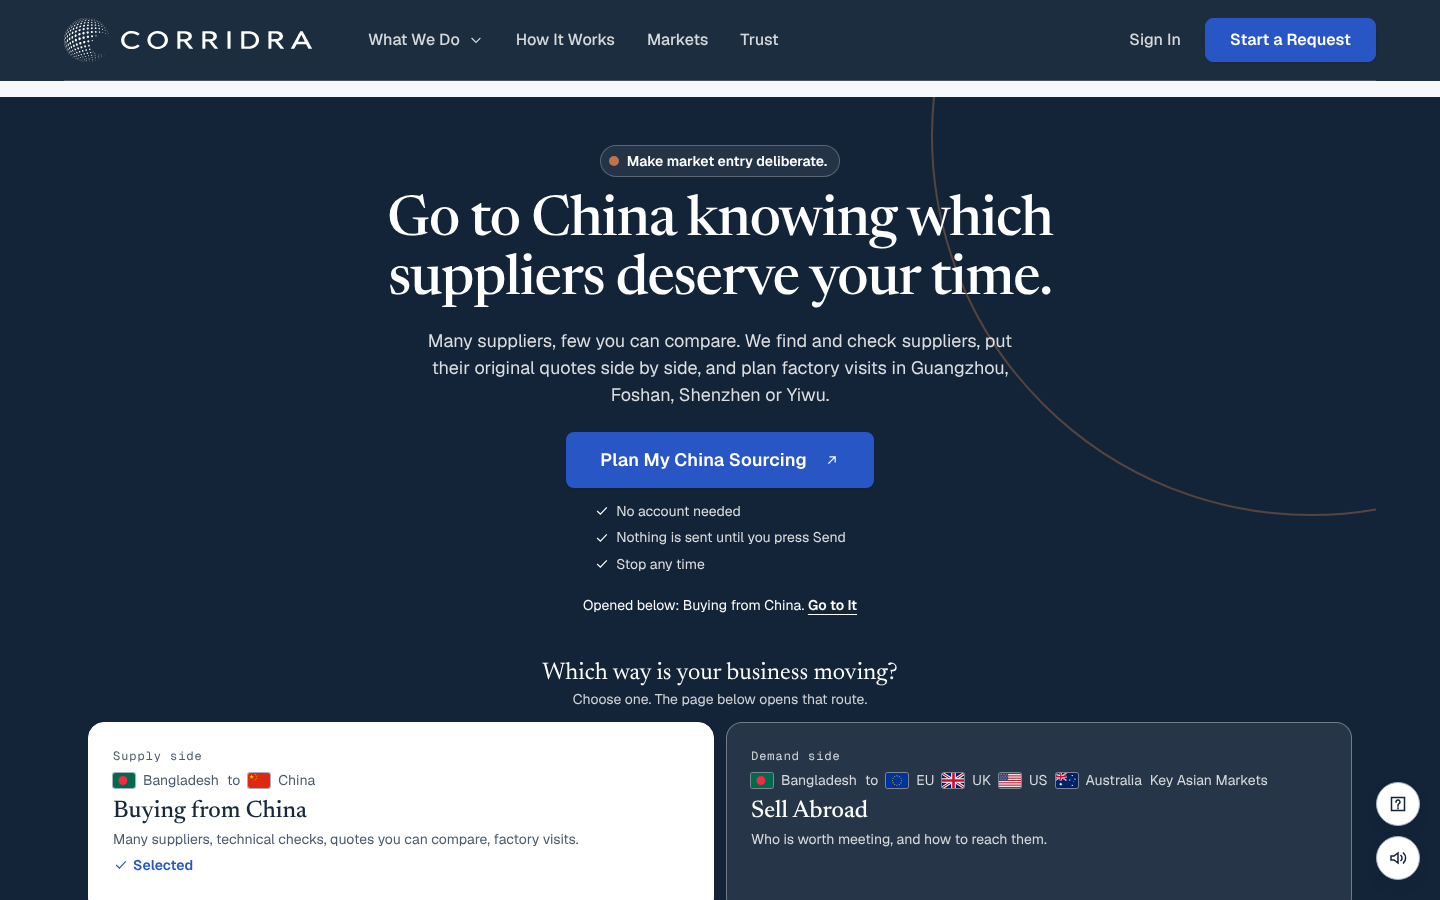 CORRIDRA
What We Do
How It Works
Markets
Trust
Sign In
Start a Request
Make market entry deliberate.
Go to China knowing which
suppliers deserve your time.
Many suppliers, few you can compare. We find and check suppliers, put
their original quotes side by side, and plan factory visits in Guangzhou,
Foshan, Shenzhen or Yiwu.
Plan My China Sourcing
No account needed
Nothing is sent until you press Send
Stop any time
Opened below: Buying from China. Go to It
Which way is your business moving?
Choose one. The page below opens that route.
Supply side
Bangladesh to China
Buying from China
Many suppliers, technical checks, quotes you can compare, factory visits.
Selected
Demand side
Bangladesh to EU UK US Australia Key Asian Markets
Sell Abroad
Who is worth meeting, and how to reach them.